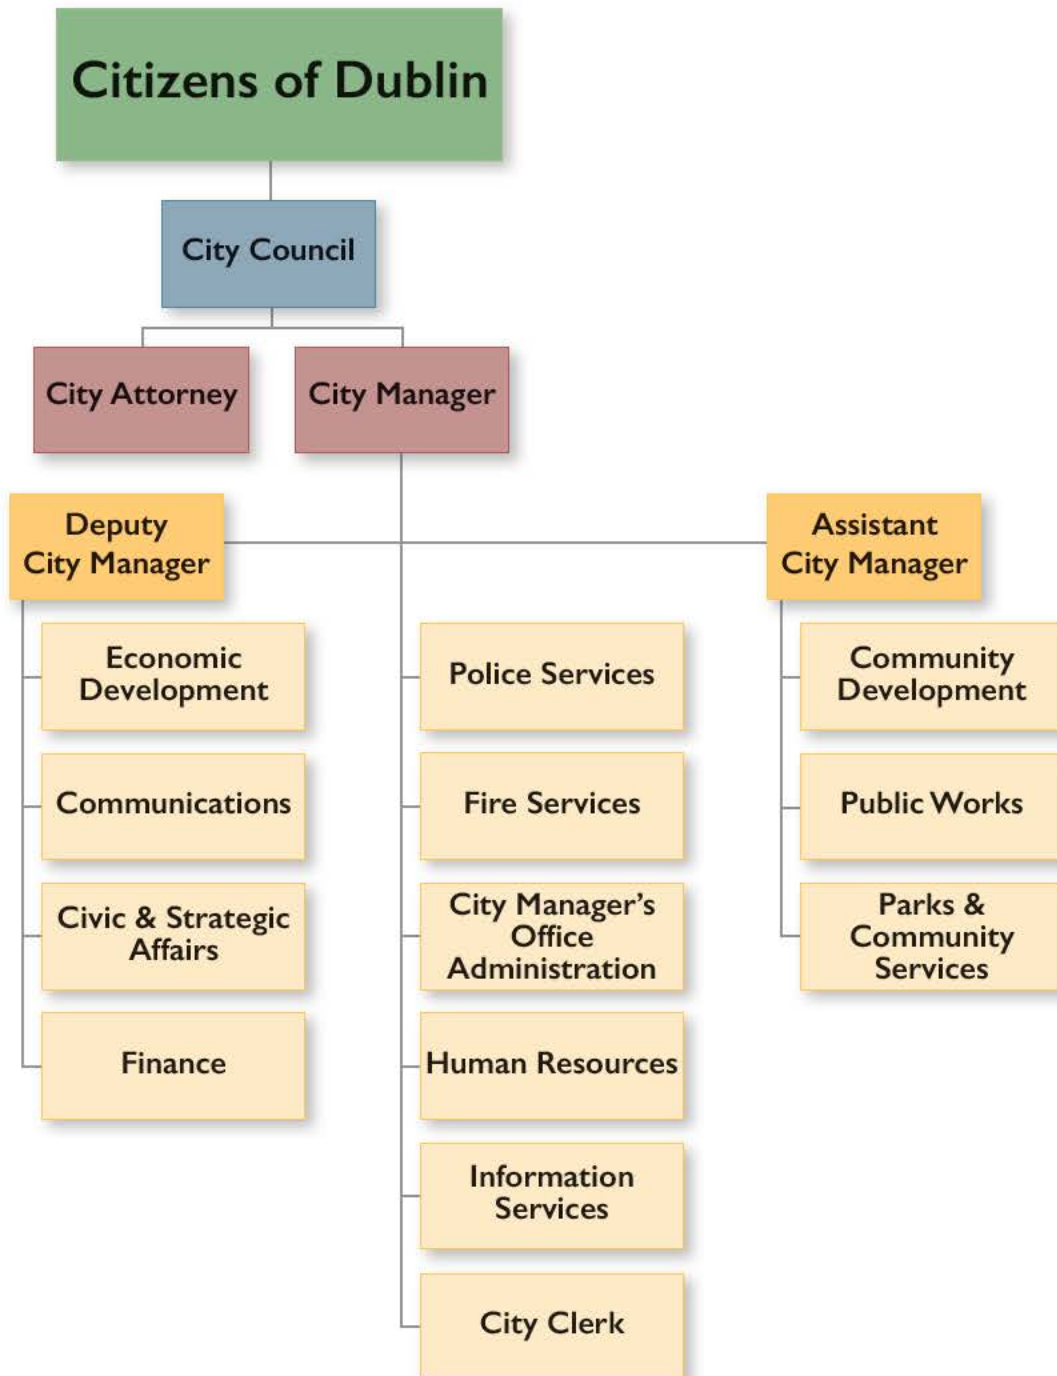 Citizens of Dublin
City Council
City Attorney
City Manager
Deputy
City Manager
Assistant
City Manager
Economic
Development
Communications
Civic & Strategic
Affairs
Finance
Police Services
Fire Services
City Manager’s
Office
Administration
Human Resources
Information
Services
City Clerk
Community
Development
Public Works
Parks &
Community
Services